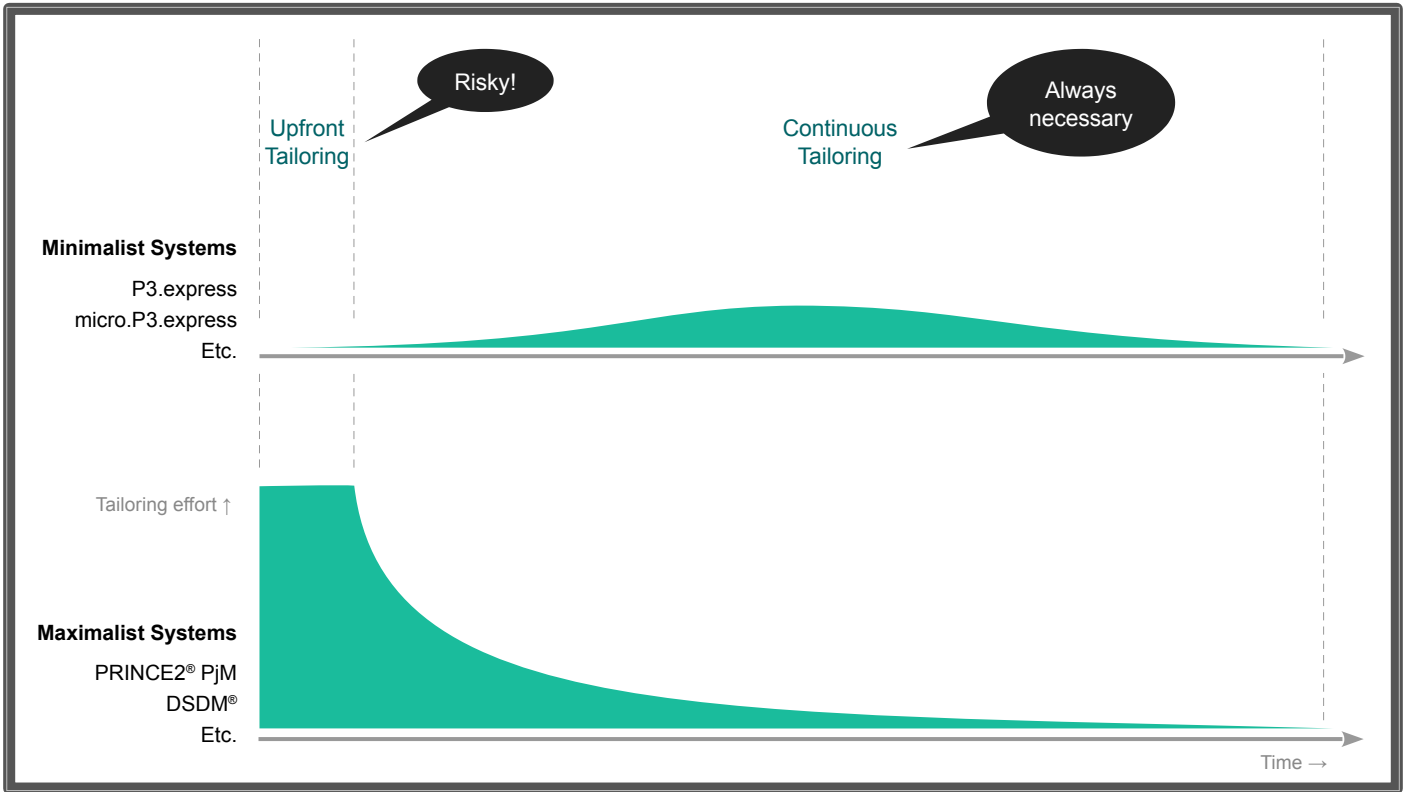 Risky!
Always
necessary
Upfront
Tailoring
Continuous
Tailoring
Minimalist Systems
P3.express
micro.P3.express
Etc.
Tailoring effort ↑
Maximalist Systems
PRINCE2® PjM
DSDM®
Etc.
Time →